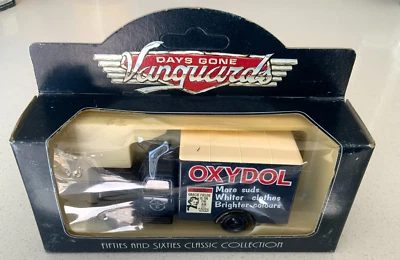 DAYS GONE
Vanguards
OXYDOL
More suds
Whiter clothes
Brighter colours
FIFTIES AND SIXTIES CLASSIC COLLECTION